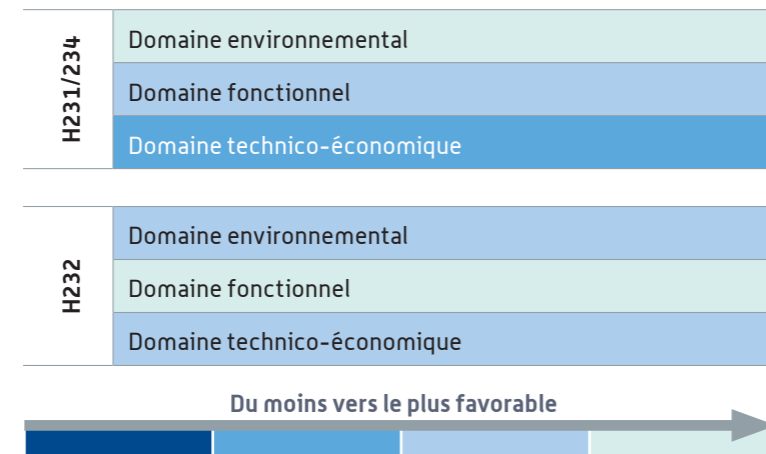 H231/234
Domaine environnemental
Domaine fonctionnel
Domaine technico-économique
H232
Domaine environnemental
Domaine fonctionnel
Domaine technico-économique
Du moins vers le plus favorable